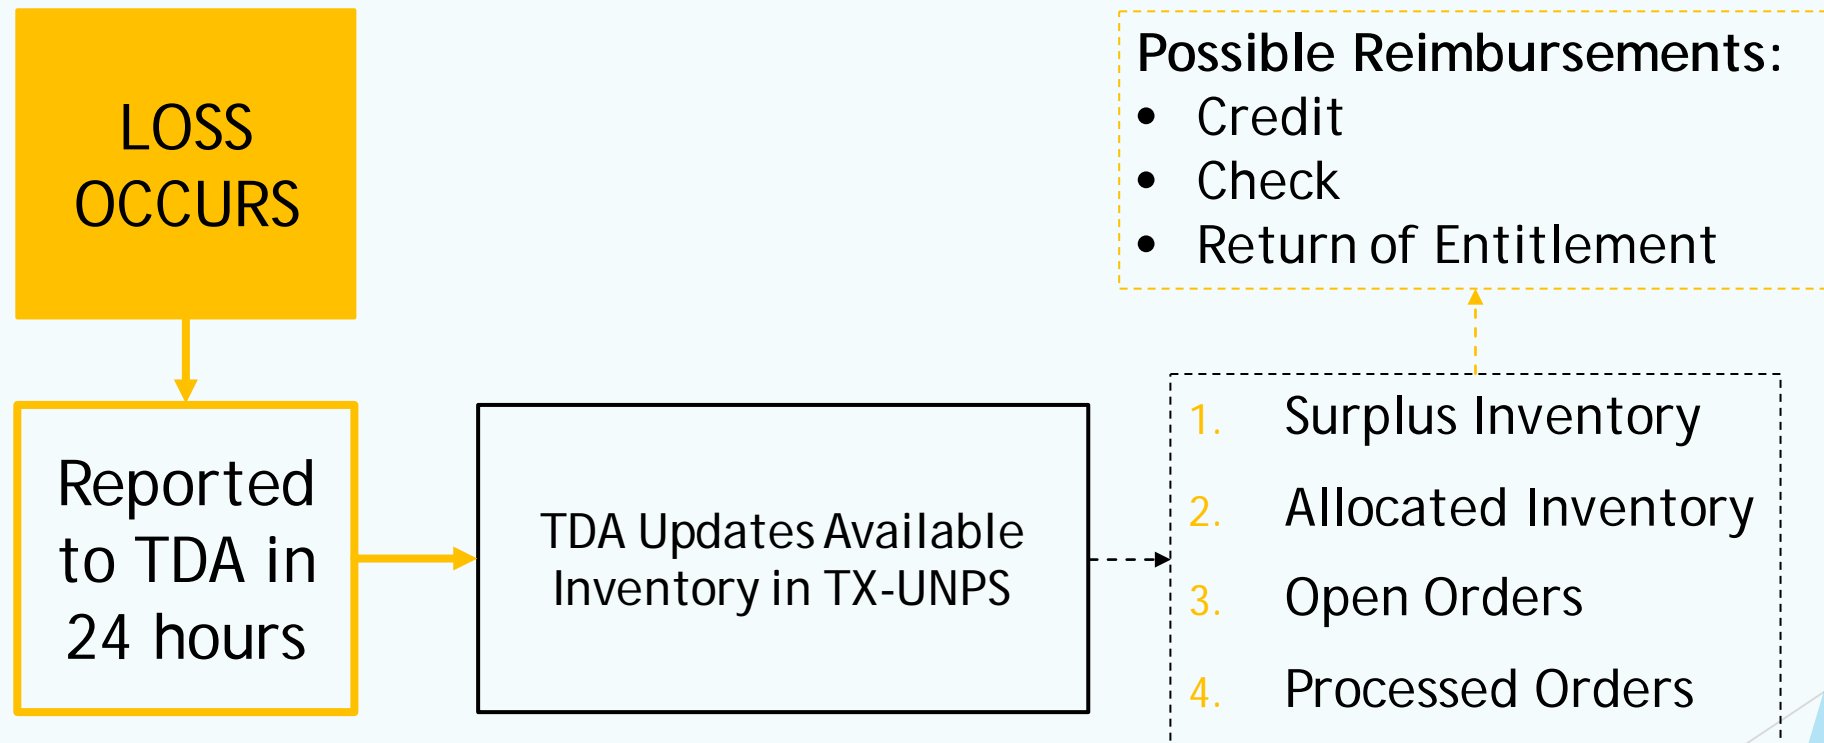 LOSS
OCCURS
Reported
to TDA in
24 hours
TDA Updates Available
Inventory in TX-UNPS
1. Surplus Inventory
2. Allocated Inventory
3. Open Orders
4. Processed Orders
Possible Reimbursements:
• Credit
• Check
• Return of Entitlement